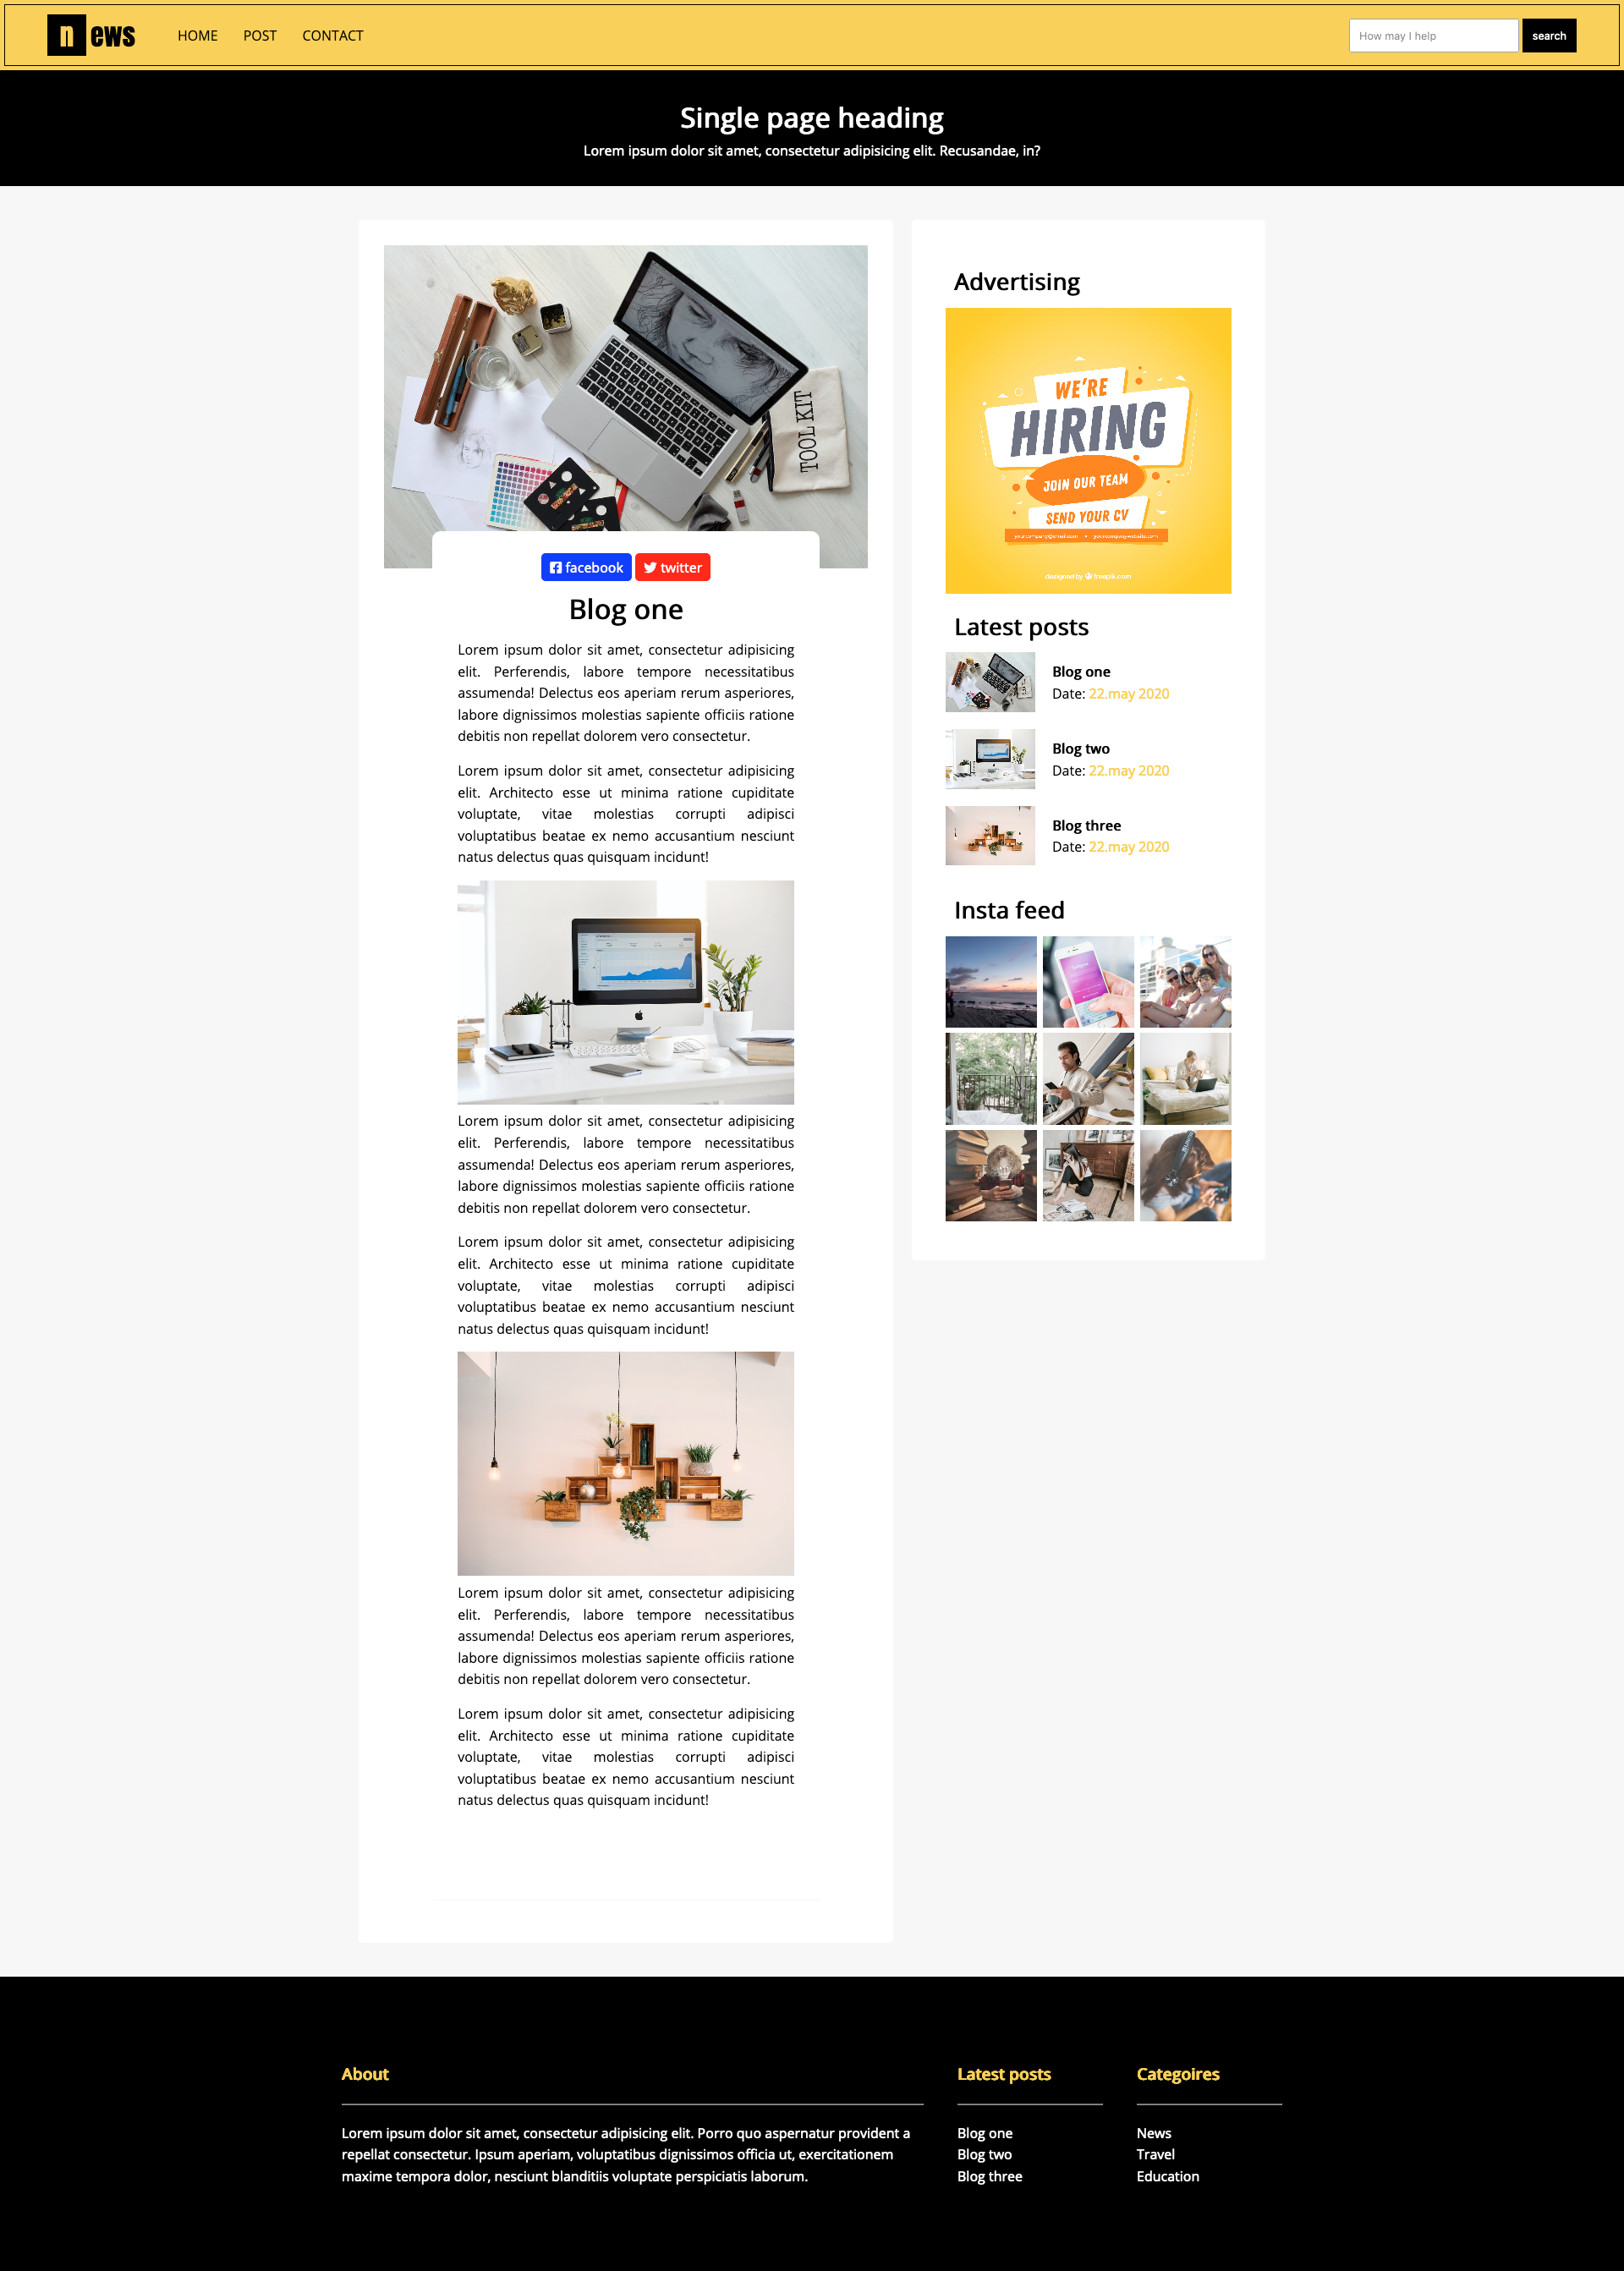 news
HOME POST CONTACT
How may I help
search
Single page heading
Lorem ipsum dolor sit amet, consectetur adipisicing elit. Recusandae, in?
TOOL KIT
facebook twitter
Blog one
Lorem ipsum dolor sit amet, consectetur adipisicing
elit. Perferendis, labore tempore necessitatibus
assumenda! Delectus eos aperiam rerum asperiores,
labore dignissimos molestias sapiente officiis ratione
debitis non repellat dolorem vero consectetur.
Lorem ipsum dolor sit amet, consectetur adipisicing
elit. Architecto esse ut minima ratione cupiditate
voluptate, vitae molestias corrupti adipisci
voluptatibus beatae ex nemo accusantium nesciunt
natus delectus quas quisquam incidunt!
Lorem ipsum dolor sit amet, consectetur adipisicing
elit. Perferendis, labore tempore necessitatibus
assumenda! Delectus eos aperiam rerum asperiores,
labore dignissimos molestias sapiente officiis ratione
debitis non repellat dolorem vero consectetur.
Lorem ipsum dolor sit amet, consectetur adipisicing
elit. Architecto esse ut minima ratione cupiditate
voluptate, vitae molestias corrupti adipisci
voluptatibus beatae ex nemo accusantium nesciunt
natus delectus quas quisquam incidunt!
Lorem ipsum dolor sit amet, consectetur adipisicing
elit. Perferendis, labore tempore necessitatibus
assumenda! Delectus eos aperiam rerum asperiores,
labore dignissimos molestias sapiente officiis ratione
debitis non repellat dolorem vero consectetur.
Lorem ipsum dolor sit amet, consectetur adipisicing
elit. Architecto esse ut minima ratione cupiditate
voluptate, vitae molestias corrupti adipisci
voluptatibus beatae ex nemo accusantium nesciunt
natus delectus quas quisquam incidunt!
Advertising
WE'RE
HIRING
JOIN OUR TEAM
SEND YOUR CV
yourcompany@email.com • yourcompanywebsite.com
designed by freepik.com
Latest posts
Blog one
Date: 22.may 2020
Blog two
Date: 22.may 2020
Blog three
Date: 22.may 2020
Insta feed
About
Lorem ipsum dolor sit amet, consectetur adipisicing elit. Porro quo aspernatur provident a
repellat consectetur. Ipsum aperiam, voluptatibus dignissimos officia ut, exercitationem
maxime tempora dolor, nesciunt blanditiis voluptate perspiciatis laborum.
Latest posts
Blog one
Blog two
Blog three
Categoires
News
Travel
Education